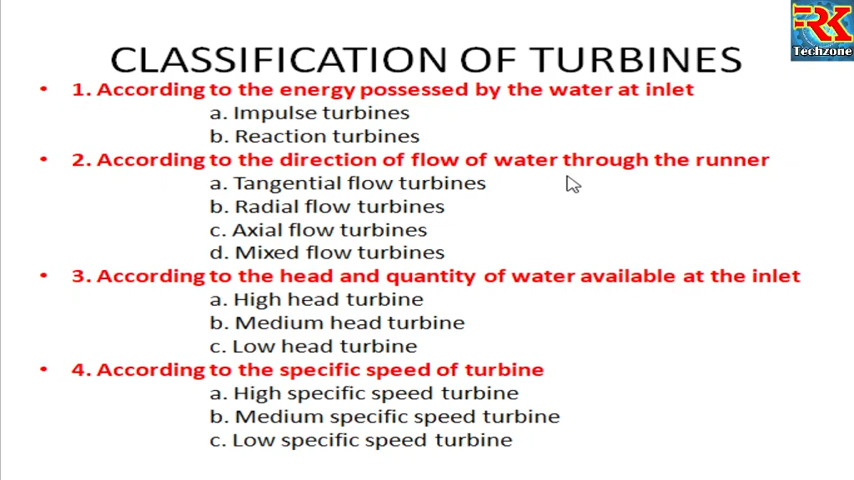 RK
Techzone
CLASSIFICATION OF TURBINES
• 1. According to the energy possessed by the water at inlet
a. Impulse turbines
b. Reaction turbines
• 2. According to the direction of flow of water through the runner
a. Tangential flow turbines
b. Radial flow turbines
c. Axial flow turbines
d. Mixed flow turbines
• 3. According to the head and quantity of water available at the inlet
a. High head turbine
b. Medium head turbine
c. Low head turbine
• 4. According to the specific speed of turbine
a. High specific speed turbine
b. Medium specific speed turbine
c. Low specific speed turbine